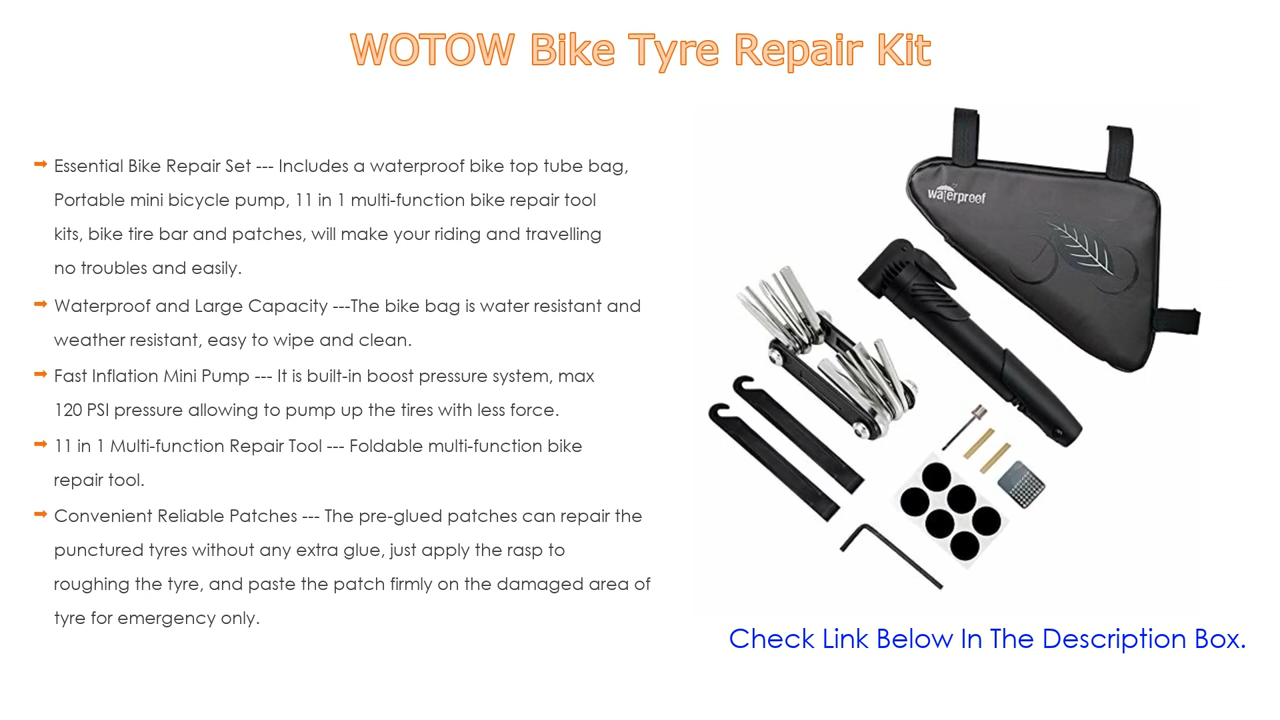 WOTOW Bike Tyre Repair Kit
Essential Bike Repair Set --- Includes a waterproof bike top tube bag,
Portable mini bicycle pump, 11 in 1 multi-function bike repair tool
kits, bike tire bar and patches, will make your riding and travelling
no troubles and easily.
Waterproof and Large Capacity ---The bike bag is water resistant and
weather resistant, easy to wipe and clean.
Fast Inflation Mini Pump --- It is built-in boost pressure system, max
120 PSI pressure allowing to pump up the tires with less force.
11 in 1 Multi-function Repair Tool --- Foldable multi-function bike
repair tool.
Convenient Reliable Patches --- The pre-glued patches can repair the
punctured tyres without any extra glue, just apply the rasp to
roughing the tyre, and paste the patch firmly on the damaged area of
tyre for emergency only.
waterproof
Check Link Below In The Description Box.